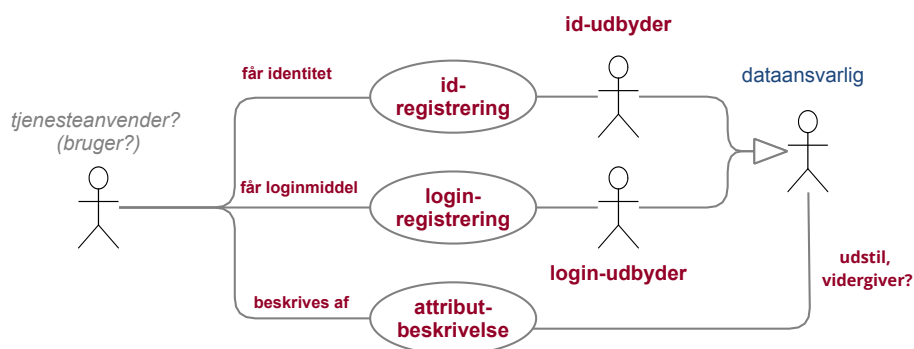 id-udbyder
får identitet
id-
registrering
dataansvarlig
tjenesteanvender?
(bruger?)
får loginmiddel
login-
registrering
login-udbyder
udstil,
vidergiver?
beskrives af
attribut-
beskrivelse